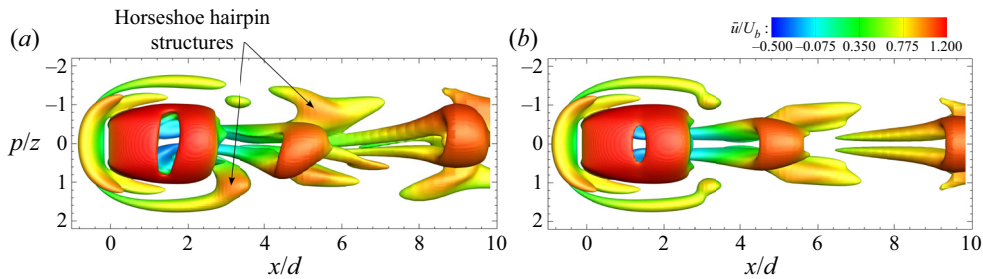 Horseshoe hairpin
structures
(a)
(b)
ũ/U_b :
-0.500 -0.075 0.350 0.775 1.200
–2
–1
p/z 0
1
2
0 2 4 6 8 10
x/d
–2
–1
0
1
2
0 2 4 6 8 10
x/d